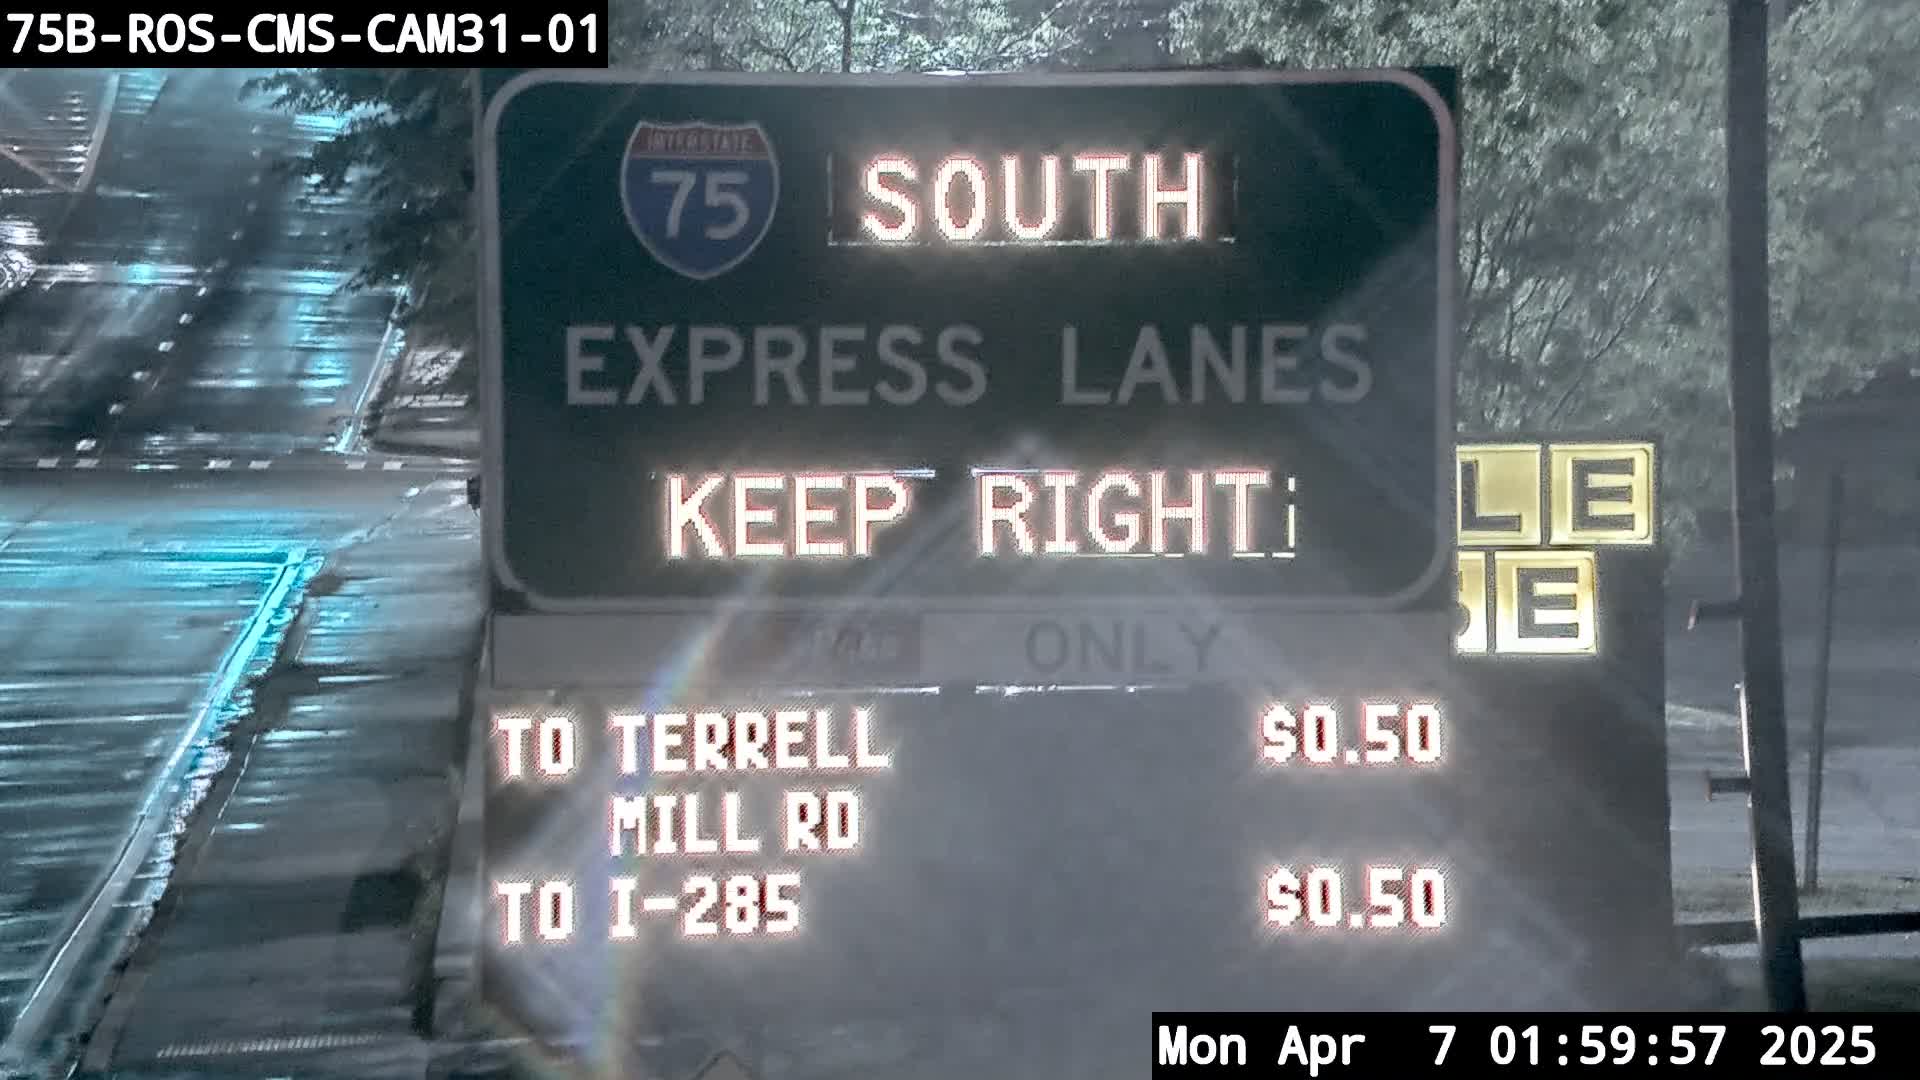 75B-ROS-CMS-CAM31-01
INTERSTATE
75
SOUTH
EXPRESS LANES
KEEP RIGHT
ONLY
TO TERRELL $0.50
MILL RD
TO I-285 $0.50
LE
E
Mon Apr 7 01:59:57 2025